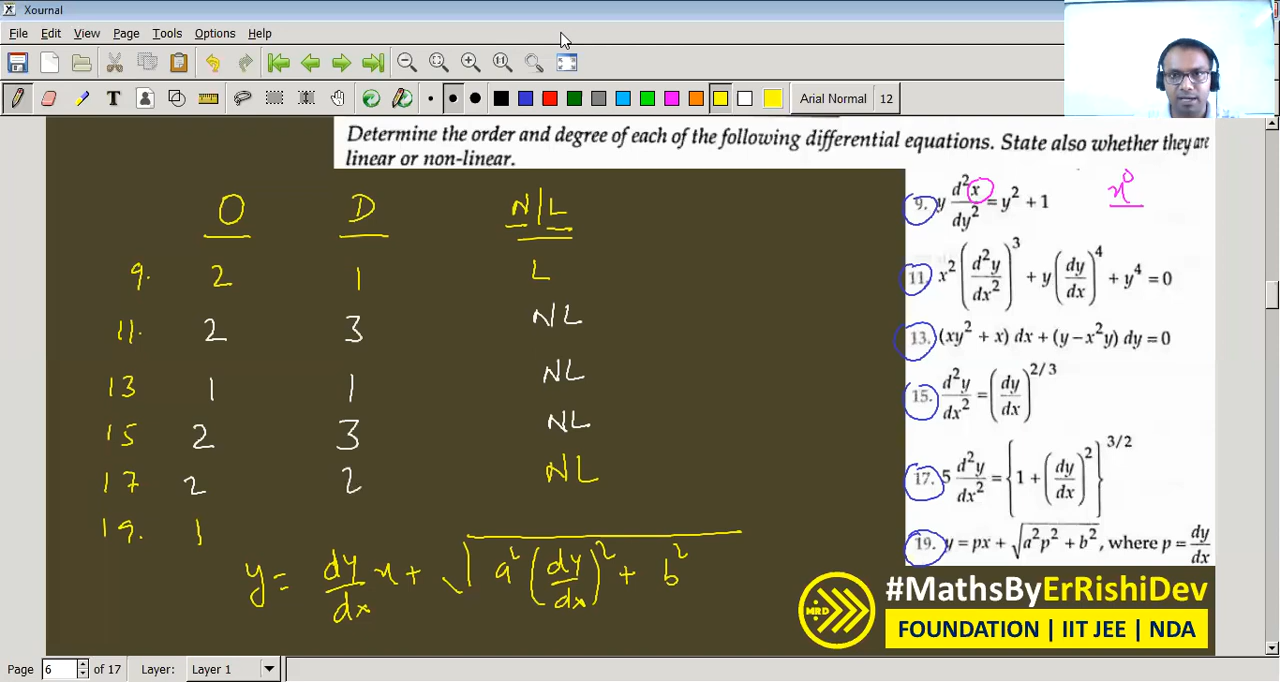 Xournal
File Edit View Page Tools Options Help
Arial Normal 12
Determine the order and degree of each of the following differential equations. State also whether they are
linear or non-linear.
O D N/L
9. 2 1 L
11. 2 3 NL
13 1 1 NL
15 2 3 NL
17 2 2 NL
19. 1
y = dy/dx x + √(a² (dy/dx)² + b²)
9. y d²x/dy² = y² + 1
x⁰
11. x² (d²y/dx²)³ + y (dy/dx)⁴ + y⁴ = 0
13. (xy² + x) dx + (y – x²y) dy = 0
15. d²y/dx² = (dy/dx)^2/3
17. 5 d²y/dx² = {1 + (dy/dx)²}^3/2
19. y = px + √(a²p² + b²), where p = dy/dx
MRD
#MathsByErRishiDev
FOUNDATION | IIT JEE | NDA
Page 6 of 17 Layer: Layer 1